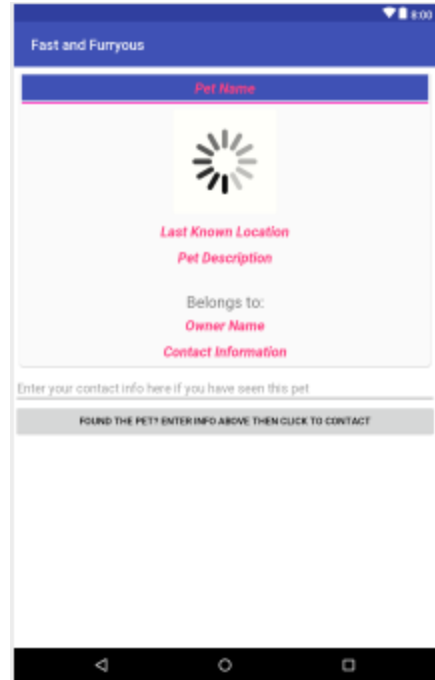 8:00
Fast and Furryous
Pet Name
Last Known Location
Pet Description
Belongs to:
Owner Name
Contact Information
Enter your contact info here if you have seen this pet
FOUND THE PET? ENTER INFO ABOVE THEN CLICK TO CONTACT